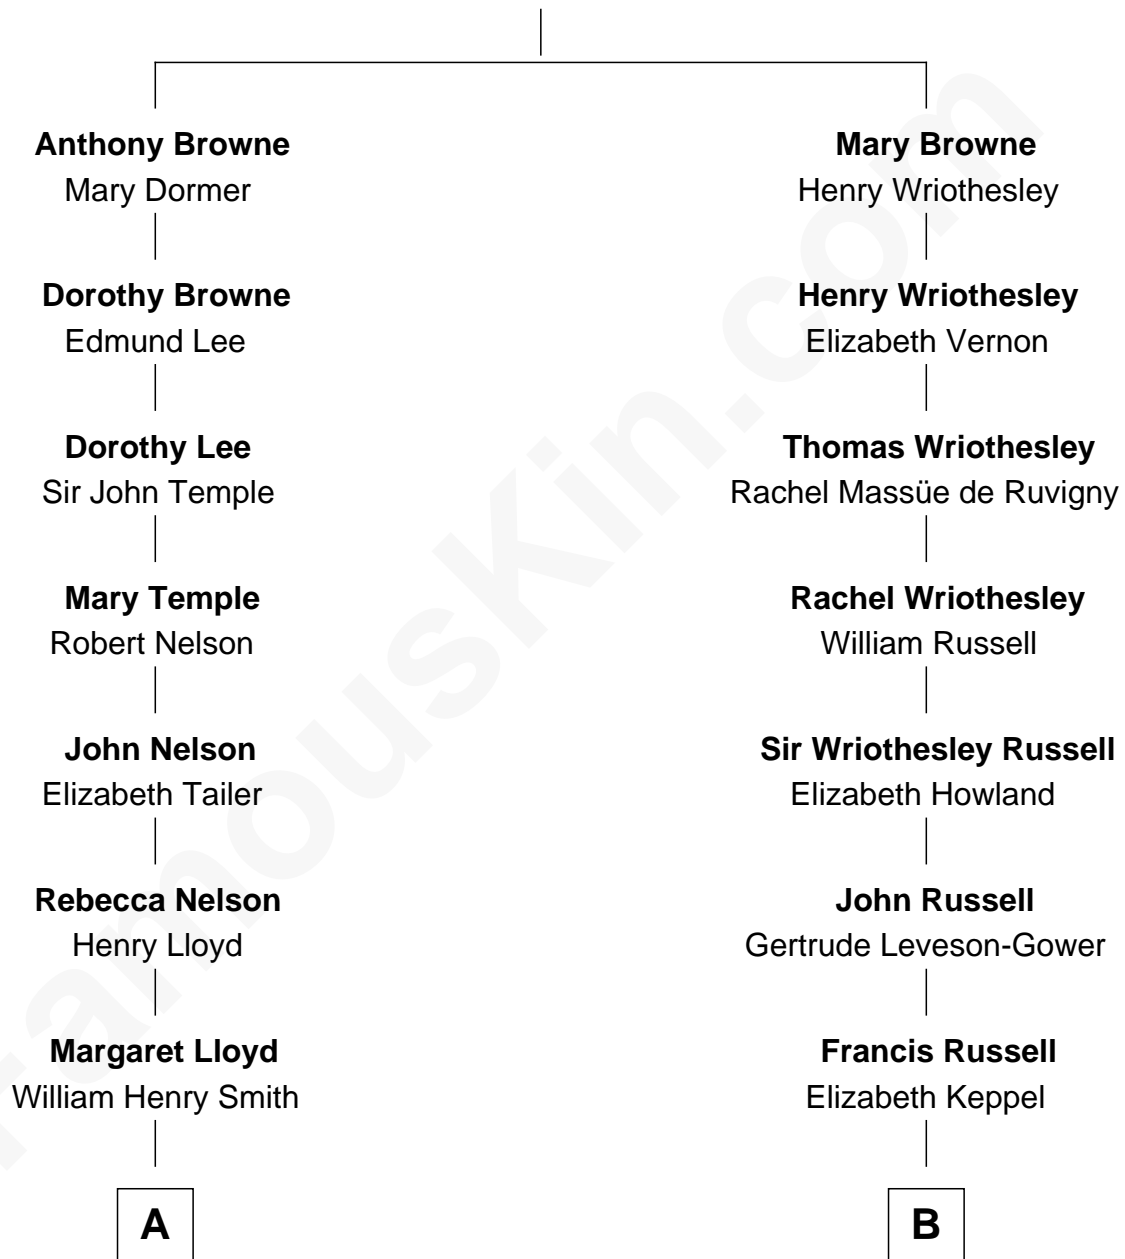 Anthony Browne
Mary Dormer
Dorothy Browne
Edmund Lee
Dorothy Lee
Sir John Temple
Mary Temple
Robert Nelson
John Nelson
Elizabeth Tailer
Rebecca Nelson
Henry Lloyd
Margaret Lloyd
William Henry Smith
A
Mary Browne
Henry Wriothesley
Henry Wriothesley
Elizabeth Vernon
Thomas Wriothesley
Rachel Massüe de Ruvigny
Rachel Wriothesley
William Russell
Sir Wriothesley Russell
Elizabeth Howland
John Russell
Gertrude Leveson-Gower
Francis Russell
Elizabeth Keppel
B
FamousKin.com